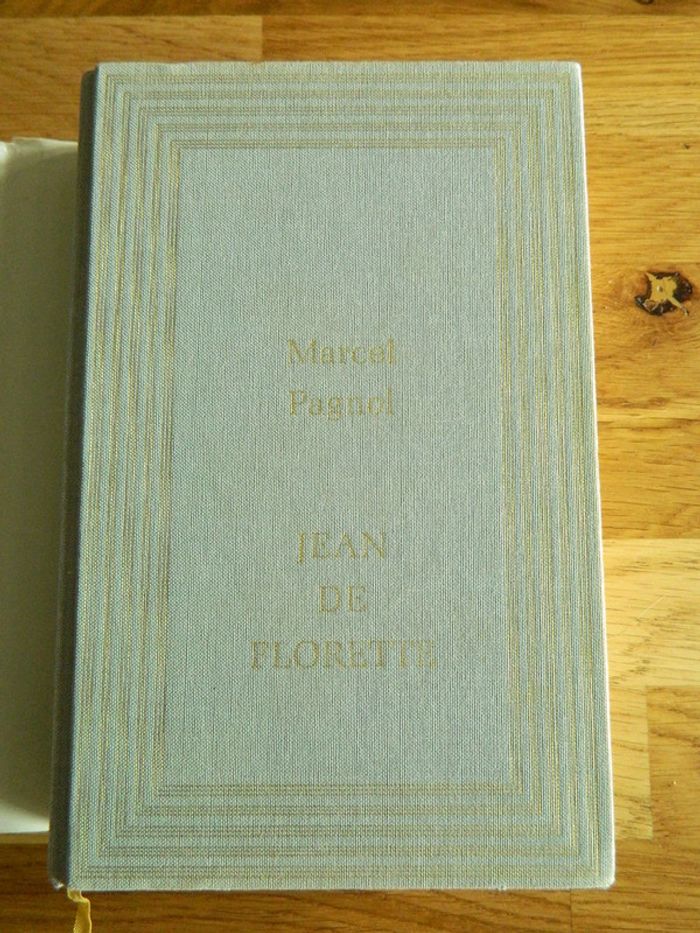 Marcel
Pagnol
JEAN
DE
FLORETTE